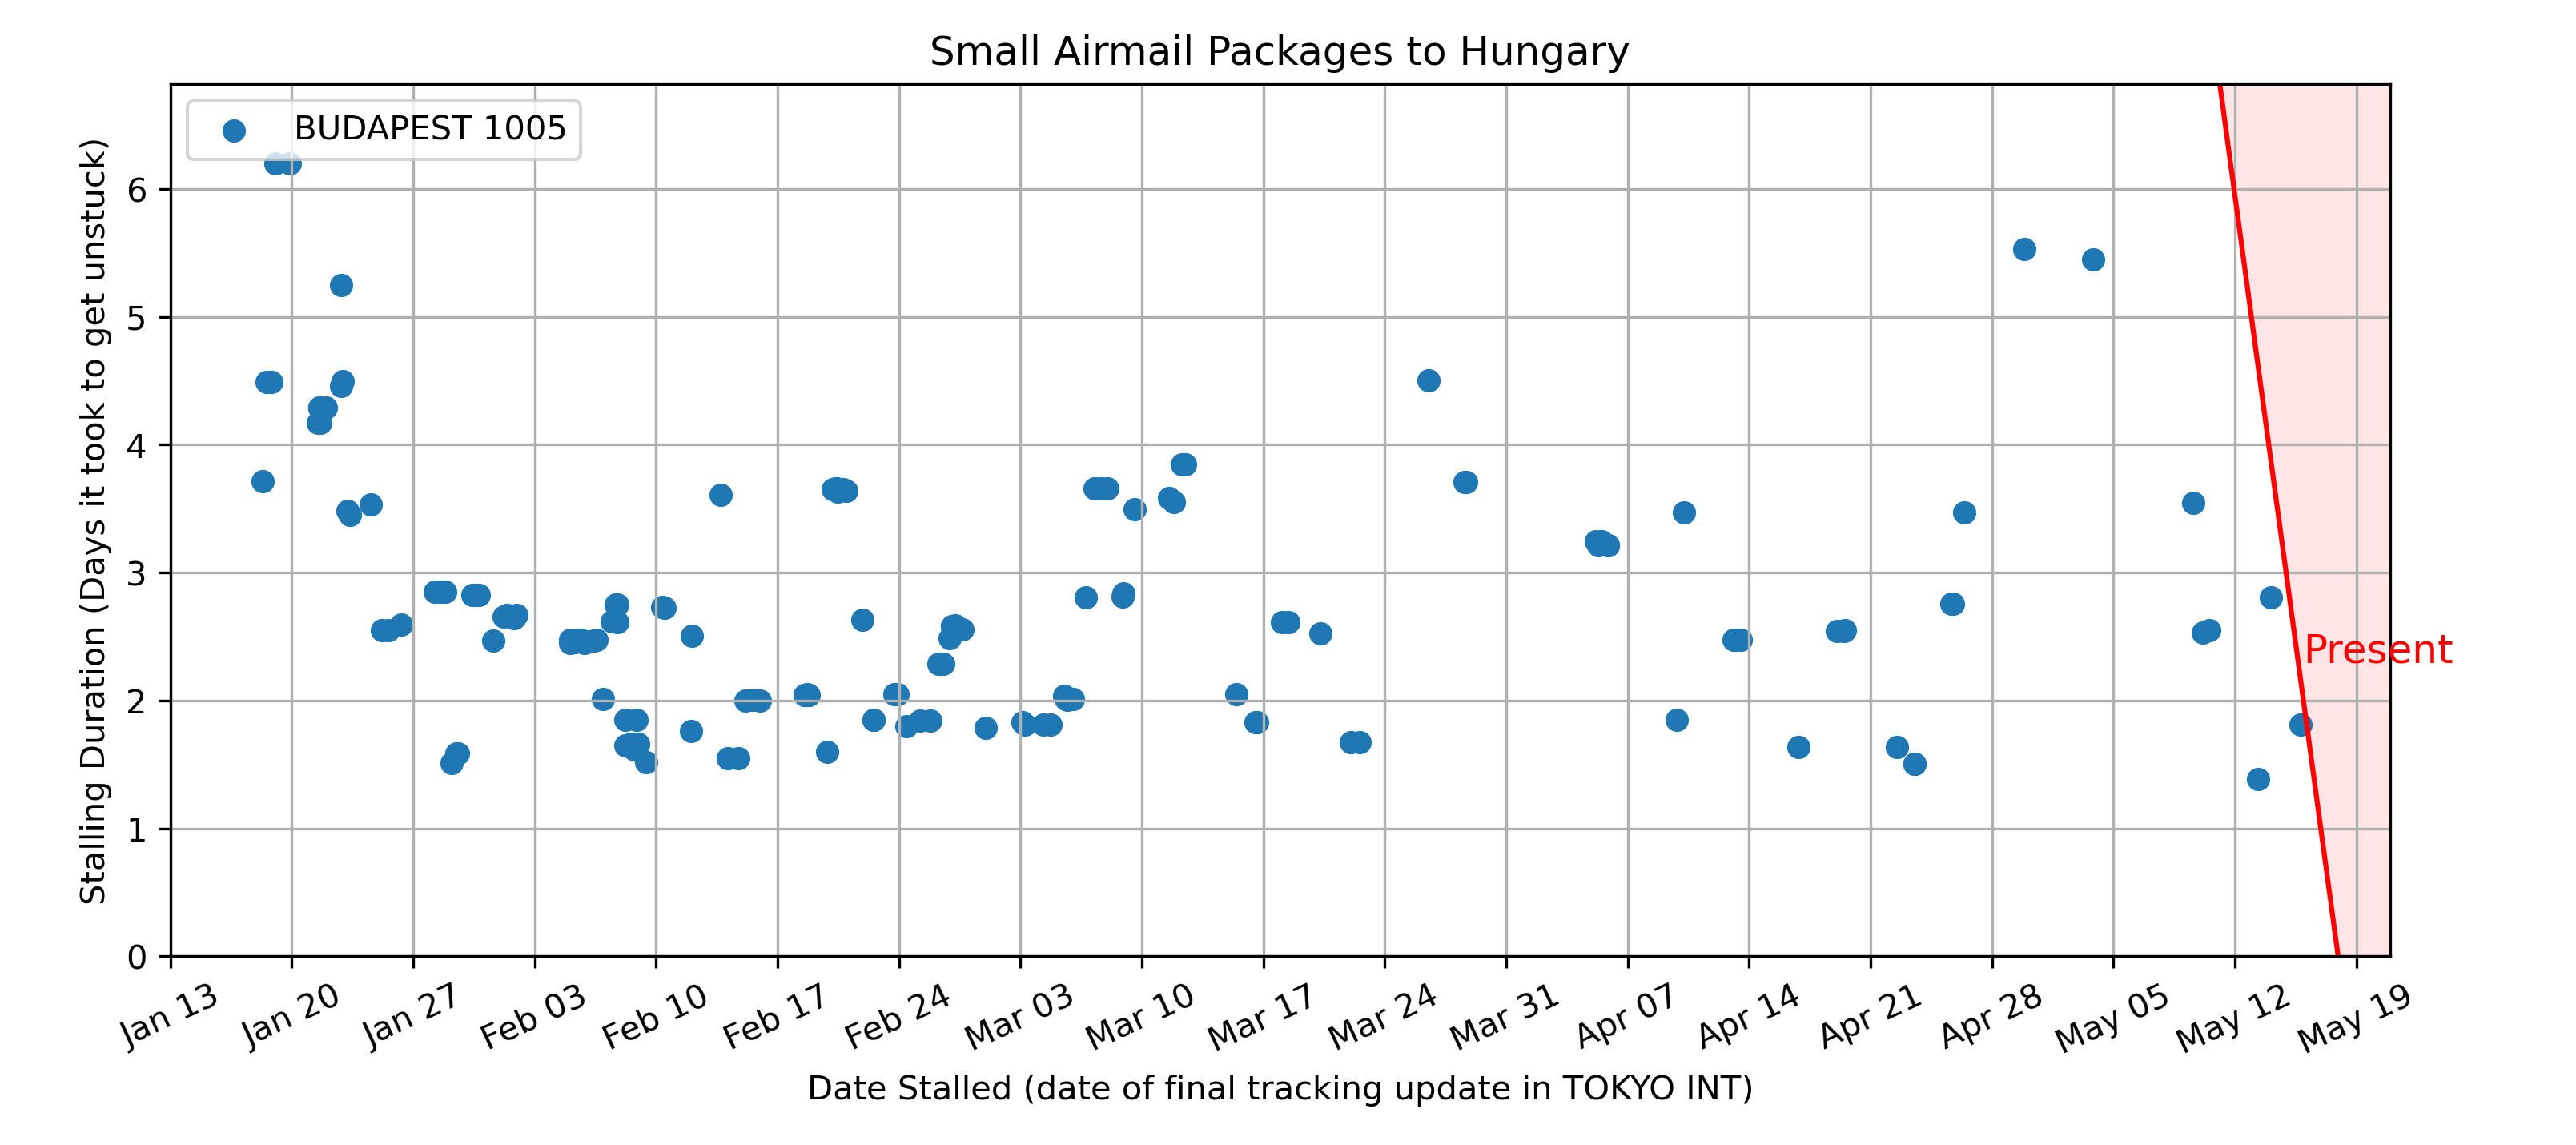 Small Airmail Packages to Hungary
BUDAPEST 1005
Stalling Duration (Days it took to get unstuck)
6
5
4
3
2
1
0
Present
Jan 13
Jan 20
Jan 27
Feb 03
Feb 10
Feb 17
Feb 24
Mar 03
Mar 10
Mar 17
Mar 24
Mar 31
Apr 07
Apr 14
Apr 21
Apr 28
May 05
May 12
May 19
Date Stalled (date of final tracking update in TOKYO INT)